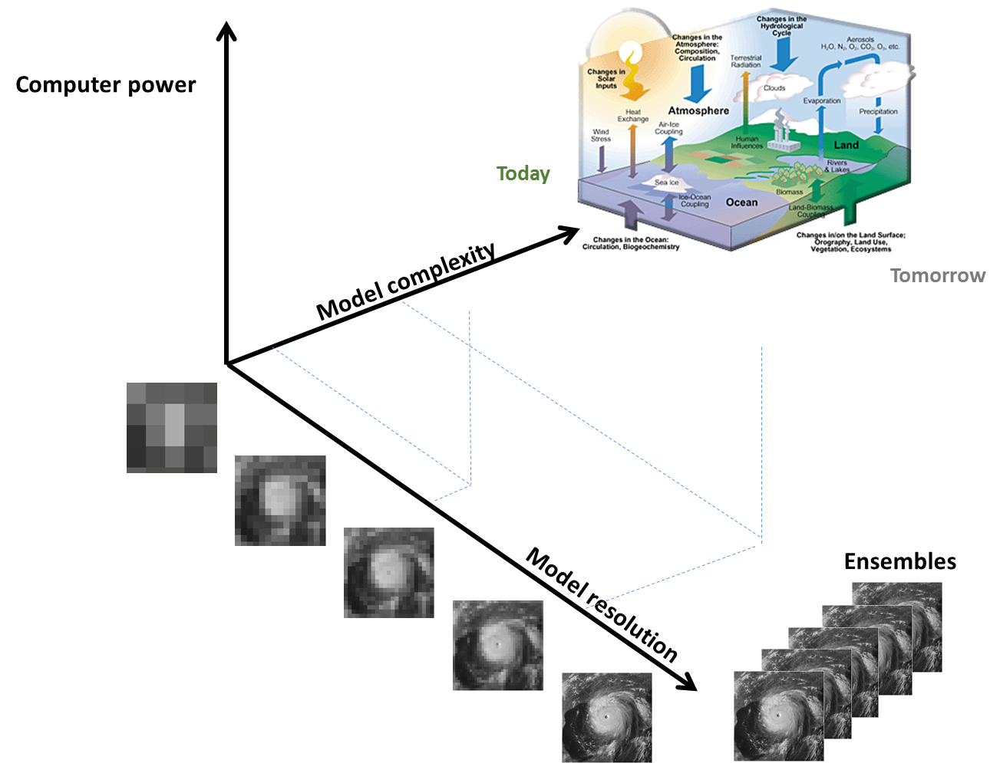 Computer power
Changes in the
Hydrological
Cycle
Changes in the
Atmosphere:
Composition,
Circulation
Aerosols
H₂O, N₂, O₂, CO₂, O₃, etc.
Terrestrial
Radiation
Changes in
Solar
Inputs
Clouds
Evaporation
Atmosphere
Precipitation
Heat
Exchange
Air-Ice
Coupling
Wind
Stress
Human
Influences
Land
Rivers
& Lakes
Today
Sea Ice
Biomass
Ice-Ocean
Coupling
Ocean
Land-Biomass
Coupling
Changes in the Ocean:
Circulation, Biogeochemistry
Changes in/on the Land Surface;
Orography, Land Use,
Vegetation, Ecosystems
Tomorrow
Model complexity
Model resolution
Ensembles